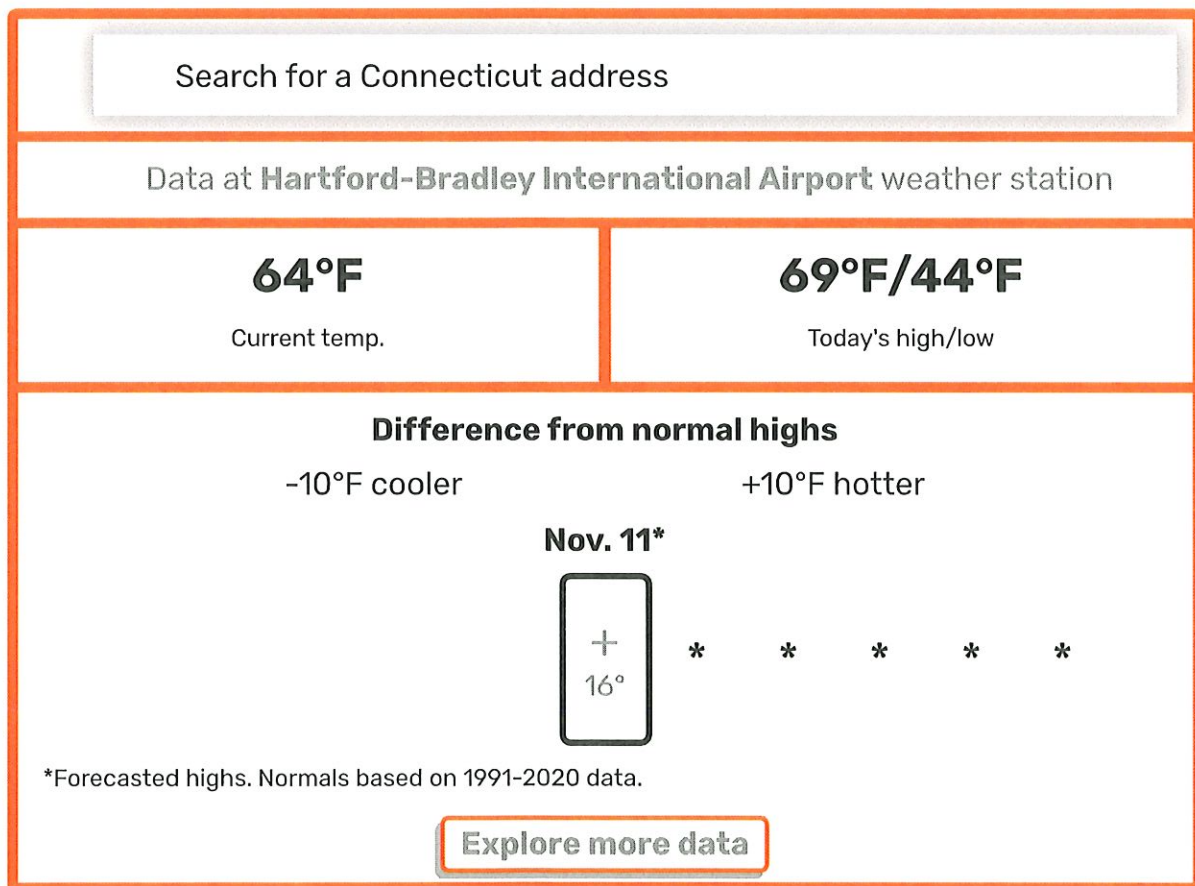 Search for a Connecticut address
Data at Hartford-Bradley International Airport weather station
64°F
69°F/44°F
Current temp.
Today's high/low
Difference from normal highs
-10°F cooler
+10°F hotter
Nov. 11*
+
16°
* * * * *
*Forecasted highs. Normals based on 1991-2020 data.
Explore more data